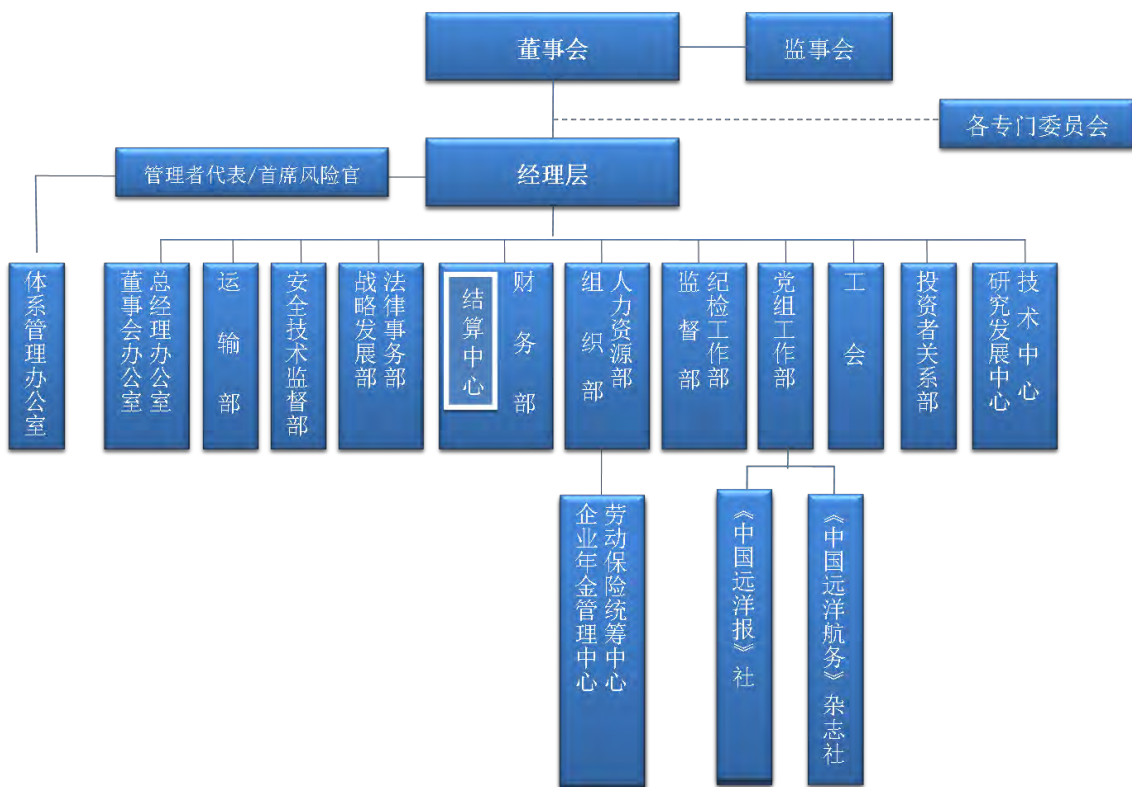 董事会
监事会
各专门委员会
经理层
管理者代表/首席风险官
体系管理办公室
总经理办公室
董事会办公室
运输部
安全技术监督部
法律事务部
战略发展部
财务部
结算中心
人力资源部
组织部
纪检工作部
监督部
党组工作部
工会
投资者关系部
技术中心
研究发展中心
劳动保险统筹中心
企业年金管理中心
《中国远洋报》社
《中国远洋航务》杂志社